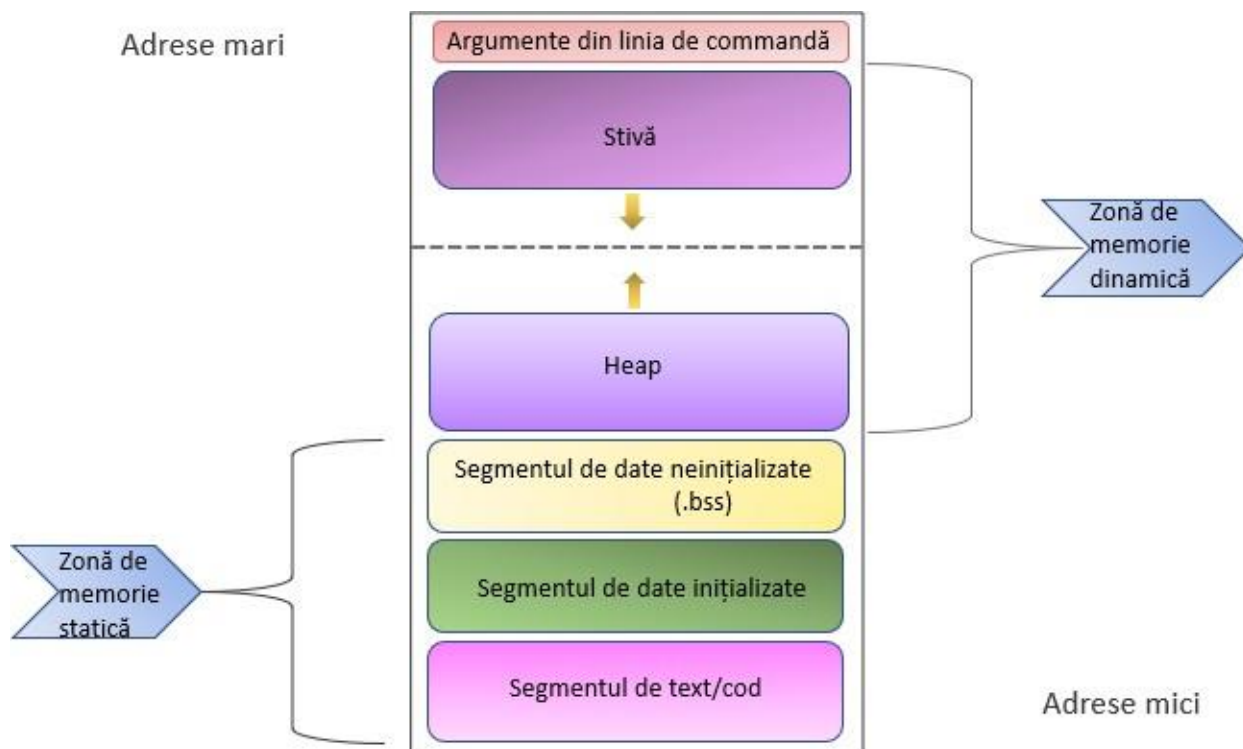 Adrese mari
Argumente din linia de commandă
Stivă
Zonă de
memorie
dinamică
Heap
Segmentul de date neinițializate
(.bss)
Zonă de
memorie
statică
Segmentul de date inițializate
Segmentul de text/cod
Adrese mici